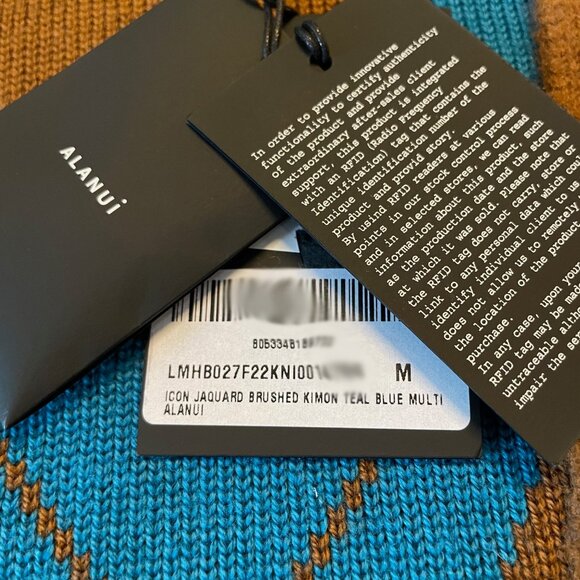 ALANUI
In order to provide innovative
functionality to certify authenticity
of the product and provide
extraordinary after-sales client
support, this product is integrated
with an RFID (Radio Frequency
Identification) tag that contains the
unique identification number of the
product and provid story.
By usind RFID readers at various
points in our stock control process
and in selected stores, we can read
information about this product, such
as the production date and the store
at which it was sold. please note that
the RFID tag does not carry, store or
link to any personal data which
identify individual client to
does not allow us to remotely
the location of the product
purchase.
In any case, upon your
RFID tag may be made
untraceable
impair the
LMHB027F22KNI00 M
ICON JAQUARD BRUSHED KIMON TEAL BLUE MULTI
ALANUI